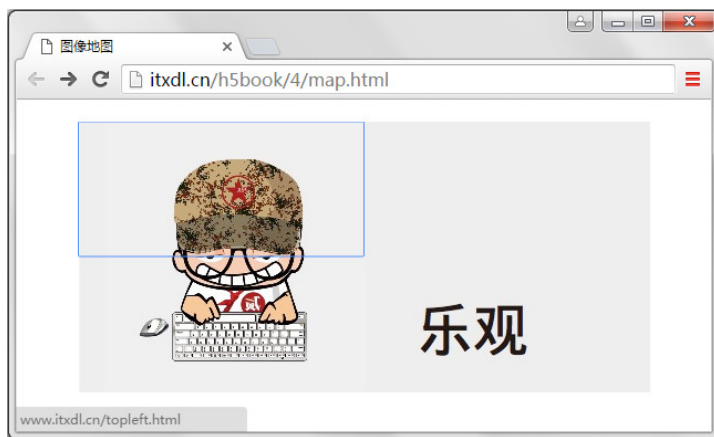 图像地图
itxdl.cn/h5book/4/map.html
乐观
www.itxdl.cn/topleft.html